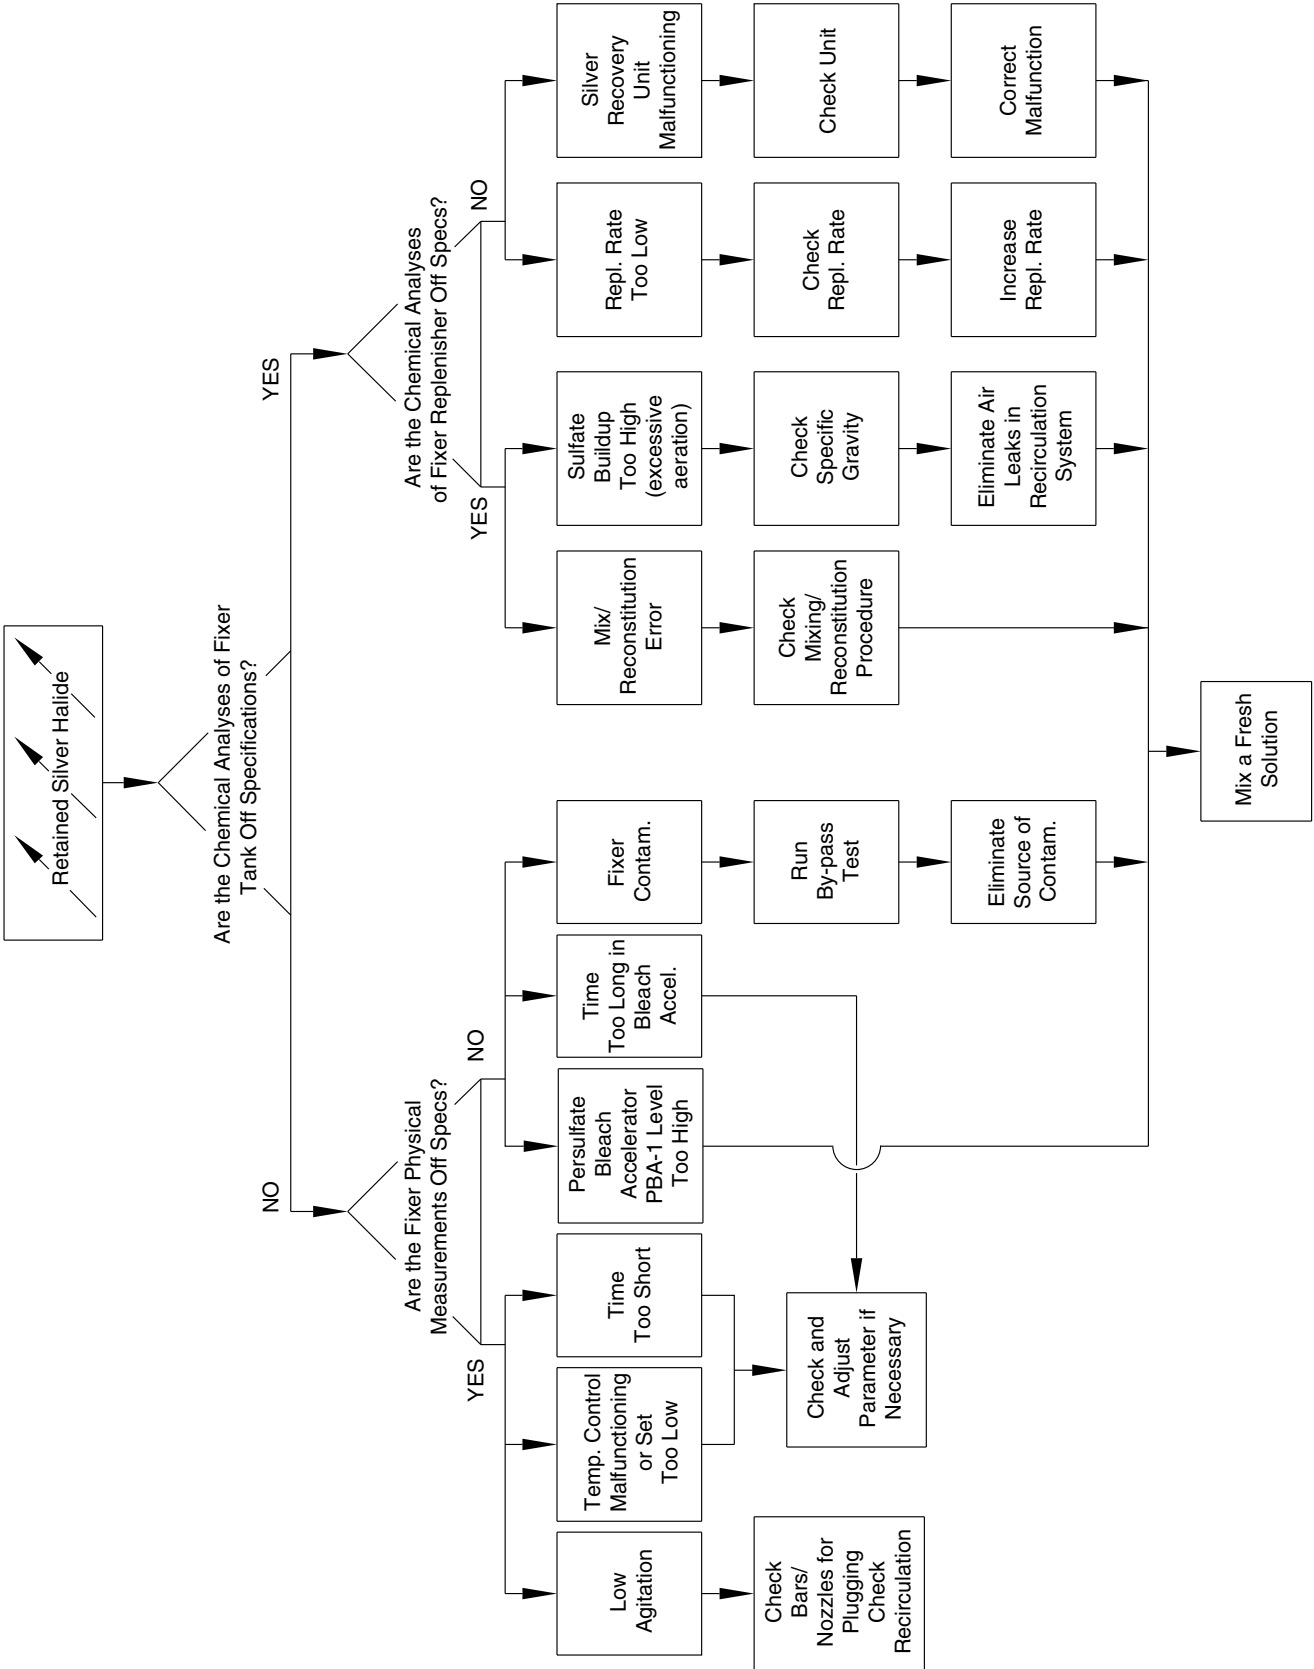 Retained Silver Halide
Are the Chemical Analyses of Fixer
Tank Off Specifications?
NO
YES
Are the Fixer Physical
Measurements Off Specs?
Are the Chemical Analyses
of Fixer Replenisher Off Specs?
YES
NO
YES
NO
Low
Agitation
Temp. Control
Malfunctioning
or Set
Too Low
Time
Too Short
Persulfate
Bleach
Accelerator
PBA-1 Level
Too High
Time
Too Long in
Bleach
Accel.
Fixer
Contam.
Mix/
Reconstitution
Error
Sulfate
Buildup
Too High
(excessive
aeration)
Repl. Rate
Too Low
Silver
Recovery
Unit
Malfunctioning
Check
Bars/
Nozzles for
Plugging
Check
Recirculation
Check and
Adjust
Parameter if
Necessary
Run
By-pass
Test
Check
Mixing/
Reconstitution
Procedure
Check
Specific
Gravity
Check
Repl. Rate
Check Unit
Eliminate
Source of
Contam.
Eliminate Air
Leaks in
Recirculation
System
Increase
Repl. Rate
Correct
Malfunction
Mix a Fresh
Solution